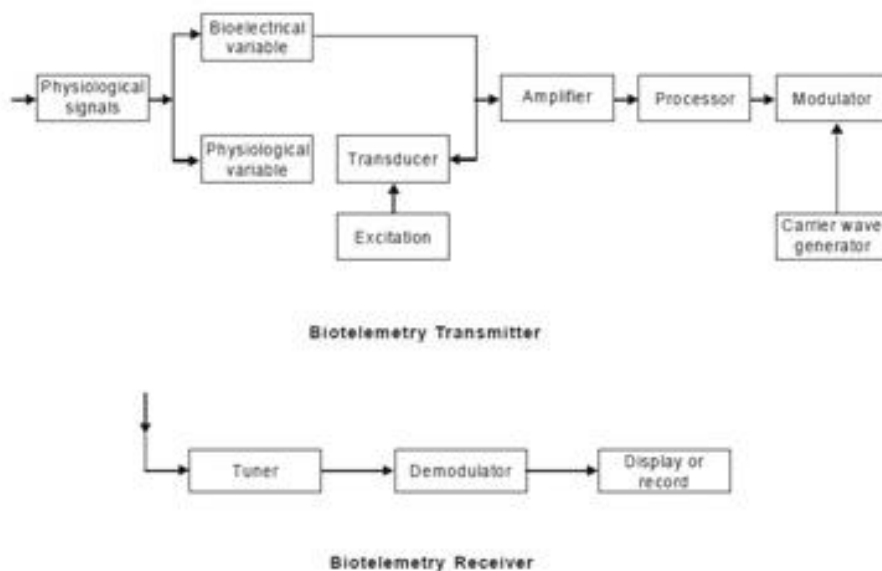 Bioelectrical
variable
Physiological
signals
Amplifier
Processor
Modulator
Physiological
variable
Transducer
Excitation
Carrier wave
generator
Biotelemetry Transmitter
Tuner
Demodulator
Display or
record
Biotelemetry Receiver